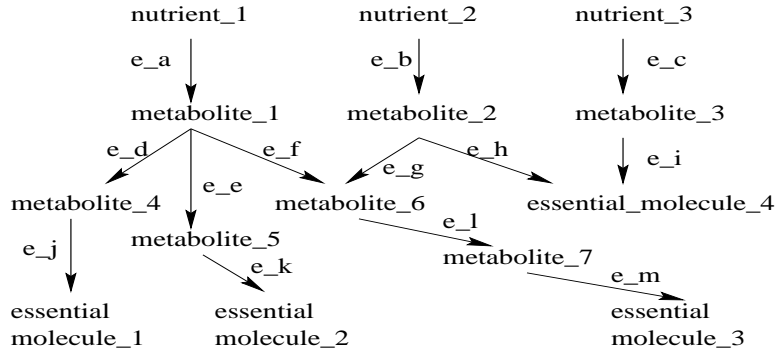 nutrient_1 nutrient_2 nutrient_3
e_a e_b e_c
metabolite_1 metabolite_2 metabolite_3
e_d e_f e_g e_h e_i
e_e
metabolite_4 metabolite_6 essential_molecule_4
e_j metabolite_5 e_l
e_k metabolite_7 e_m
essential essential essential
molecule_1 molecule_2 molecule_3